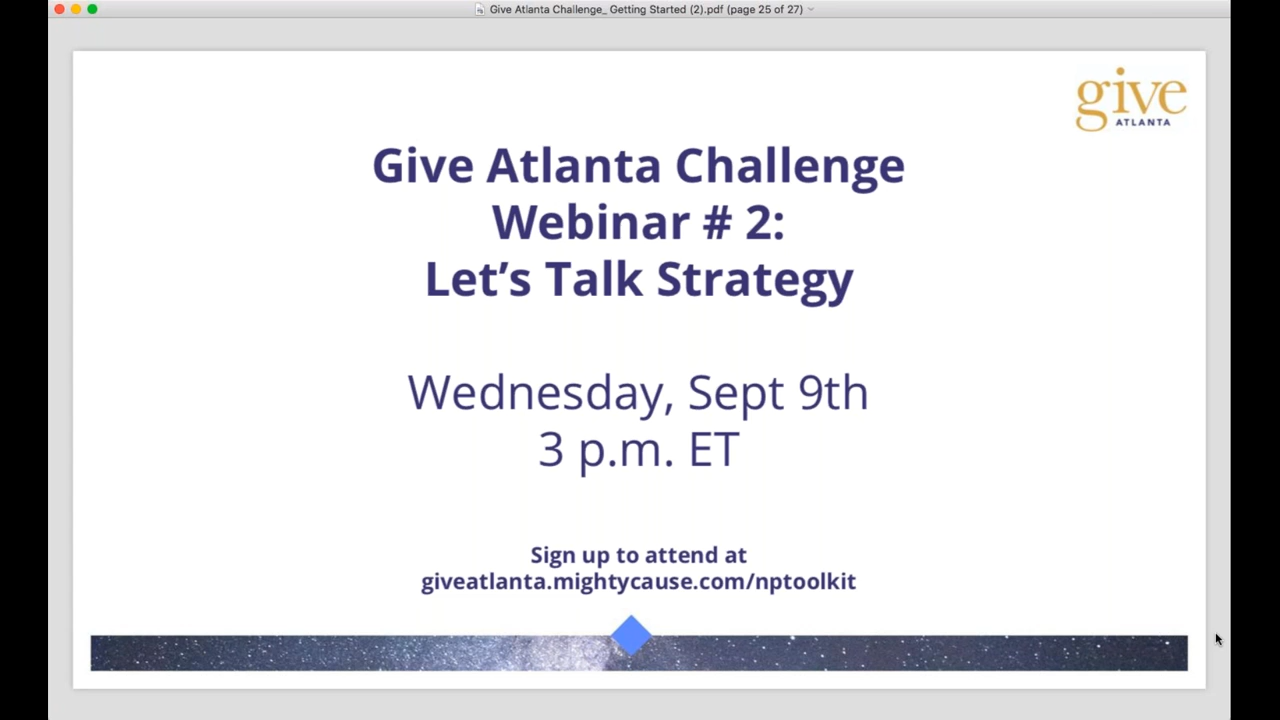 Give Atlanta Challenge_ Getting Started (2).pdf (page 25 of 27)
give
ATLANTA
Give Atlanta Challenge
Webinar # 2:
Let’s Talk Strategy
Wednesday, Sept 9th
3 p.m. ET
Sign up to attend at
giveatlanta.mightycause.com/nptoolkit